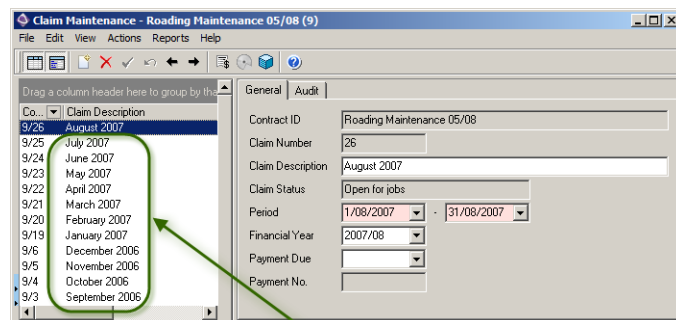 Claim Maintenance - Roading Maintenance 05/08 (9)
File Edit View Actions Reports Help
Drag a column header here to group by tha
Co... Claim Description
9/26 August 2007
9/25 July 2007
9/24 June 2007
9/23 May 2007
9/22 April 2007
9/21 March 2007
9/20 February 2007
9/19 January 2007
9/6 December 2006
9/5 November 2006
9/4 October 2006
9/3 September 2006
General Audit
Contract ID Roading Maintenance 05/08
Claim Number 26
Claim Description August 2007
Claim Status Open for jobs
Period 1/08/2007 - 31/08/2007
Financial Year 2007/08
Payment Due
Payment No.